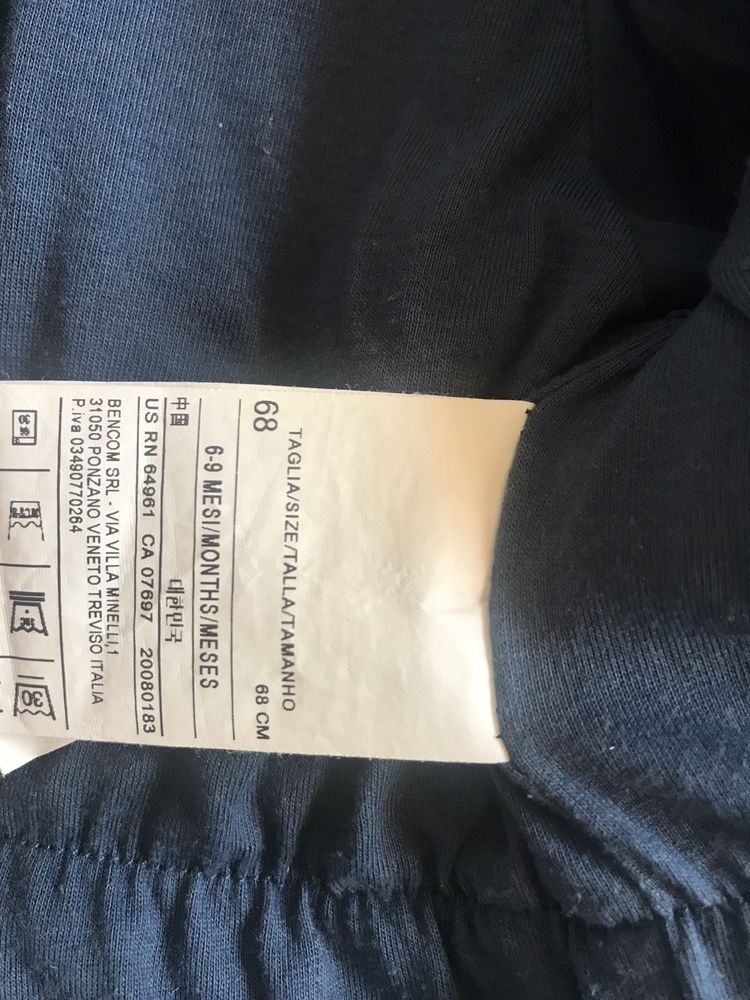 TAGLIA/SIZE/TALLA/TAMANHO
68 68 CM
6-9 MESI/MONTHS/MESES
中国 대한민국
US RN 64961 CA 07697 20080183
BENCOM SRL - VIA VILLA MINELLI,1
31050 PONZANO VENETO TREVISO ITALIA
P.iva 03490770264